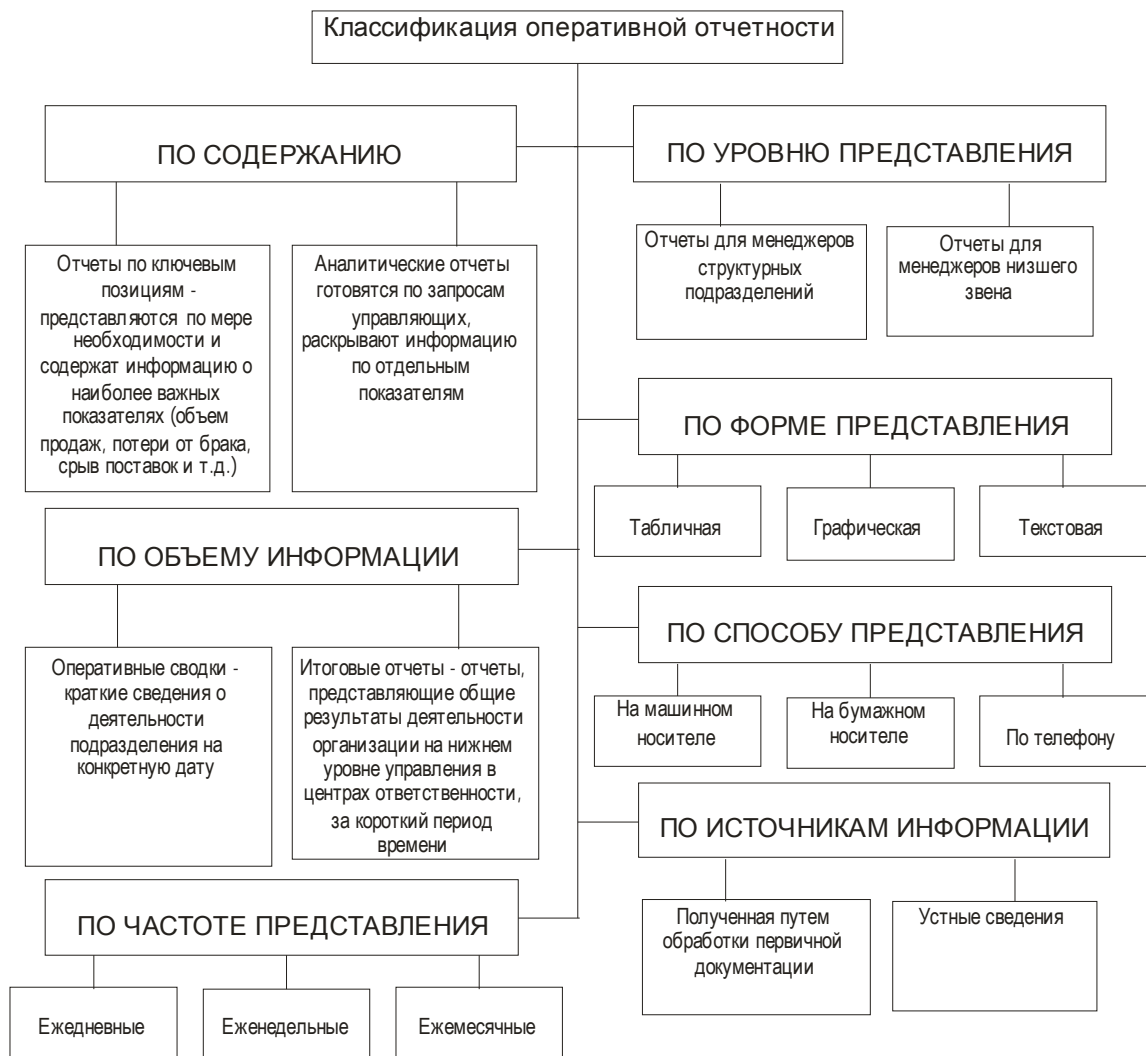 Классификация оперативной отчетности
ПО СОДЕРЖАНИЮ
Отчеты по ключевым
позициям -
представляются по мере
необходимости и
содержат информацию о
наиболее важных
показателях (объем
продаж, потери от брака,
срыв поставок и т.д.)
Аналитические отчеты
готовятся по запросам
управляющих,
раскрывают информацию
по отдельным
показателям
ПО ОБЪЕМУ ИНФОРМАЦИИ
Оперативные сводки -
краткие сведения о
деятельности
подразделения на
конкретную дату
Итоговые отчеты - отчеты,
представляющие общие
результаты деятельности
организации на нижнем
уровне управления в
центрах ответственности,
за короткий период
времени
ПО ЧАСТОТЕ ПРЕДСТАВЛЕНИЯ
Ежедневные
Еженедельные
Ежемесячные
ПО УРОВНЮ ПРЕДСТАВЛЕНИЯ
Отчеты для менеджеров
структурных
подразделений
Отчеты для
менеджеров низшего
звена
ПО ФОРМЕ ПРЕДСТАВЛЕНИЯ
Табличная
Графическая
Текстовая
ПО СПОСОБУ ПРЕДСТАВЛЕНИЯ
На машинном
носителе
На бумажном
носителе
По телефону
ПО ИСТОЧНИКАМ ИНФОРМАЦИИ
Полученная путем
обработки первичной
документации
Устные сведения